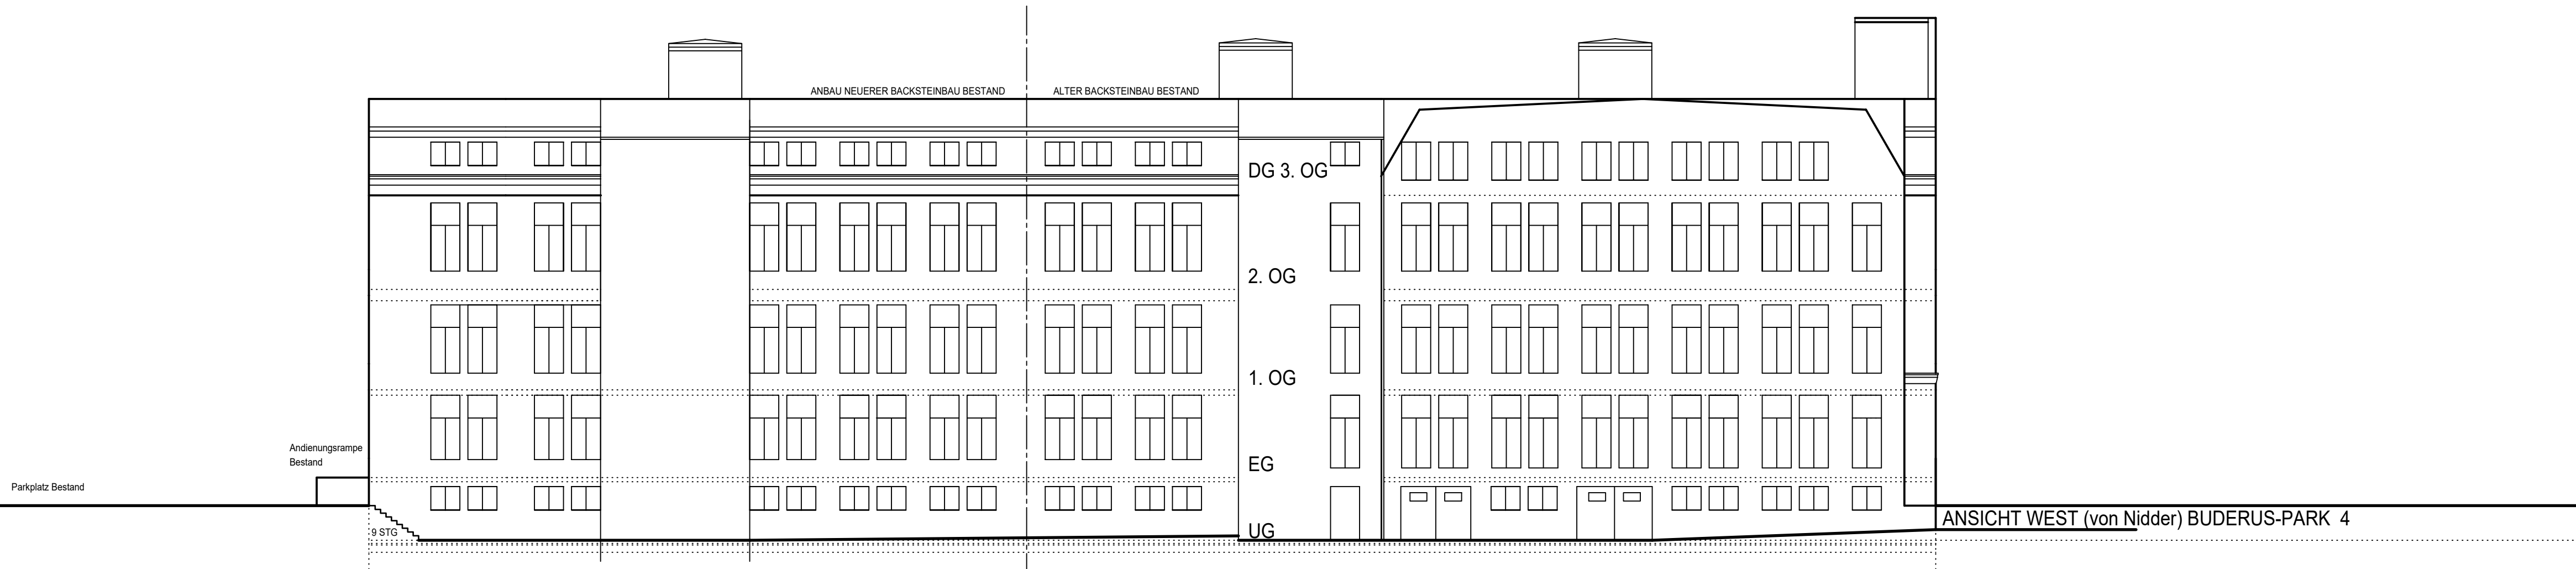 ANBAU NEUERER BACKSTEINBAU BESTAND
ALTER BACKSTEINBAU BESTAND
DG 3. OG
2. OG
1. OG
EG
UG
Andienungsrampe
Bestand
Parkplatz Bestand
9 STG
ANSICHT WEST (von Nidder) BUDERUS-PARK 4